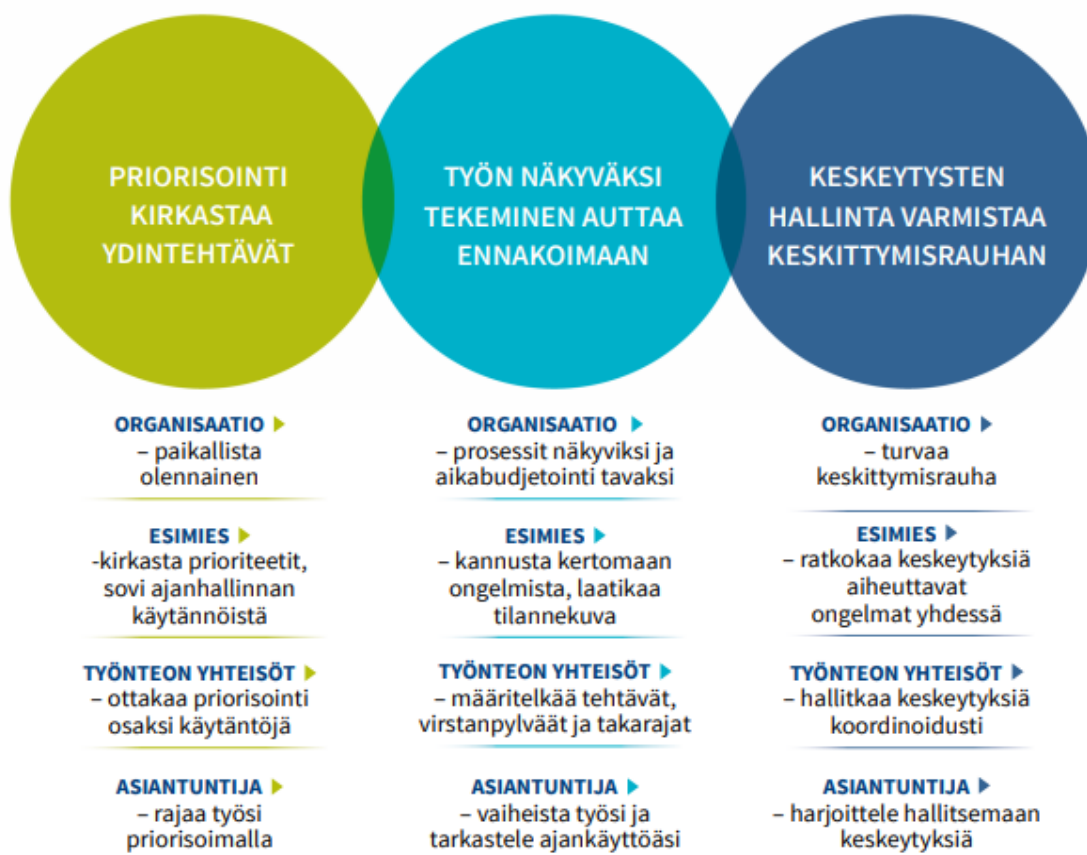 PRIORISOINTI
KIRKASTAA
YDINTEHTÄVÄT
TYÖN NÄKYVÄKSI
TEKEMINEN AUTTAA
ENNAKOIMAAN
KESKEYTYSTEN
HALLINTA VARMISTAA
KESKITTYMISRAUHAN
ORGANISAATIO
– paikallista
olennainen
ESIMIES
-kirkasta prioriteetit,
sovi ajanhallinnan
käytännöistä
TYÖNTEON YHTEISÖT
– ottakaa priorisointi
osaksi käytäntöjä
ASIANTUNTIJA
– rajaa työsi
priorisoimalla
ORGANISAATIO
– prosessit näkyviksi ja
aikabudjetointi tavaksi
ESIMIES
– kannusta kertomaan
ongelmista, laatikaa
tilannekuva
TYÖNTEON YHTEISÖT
– määritelkää tehtävät,
virstanpylväät ja takarajat
ASIANTUNTIJA
– vaiheista työsi ja
tarkastele ajankäyttöäsi
ORGANISAATIO
– turvaa
keskittymisrauha
ESIMIES
– ratkokaa keskeytyksiä
aiheuttavat
ongelmat yhdessä
TYÖNTEON YHTEISÖT
– hallitkaa keskeytyksiä
koordinoidusti
ASIANTUNTIJA
– harjoittele hallitsemaan
keskeytyksiä